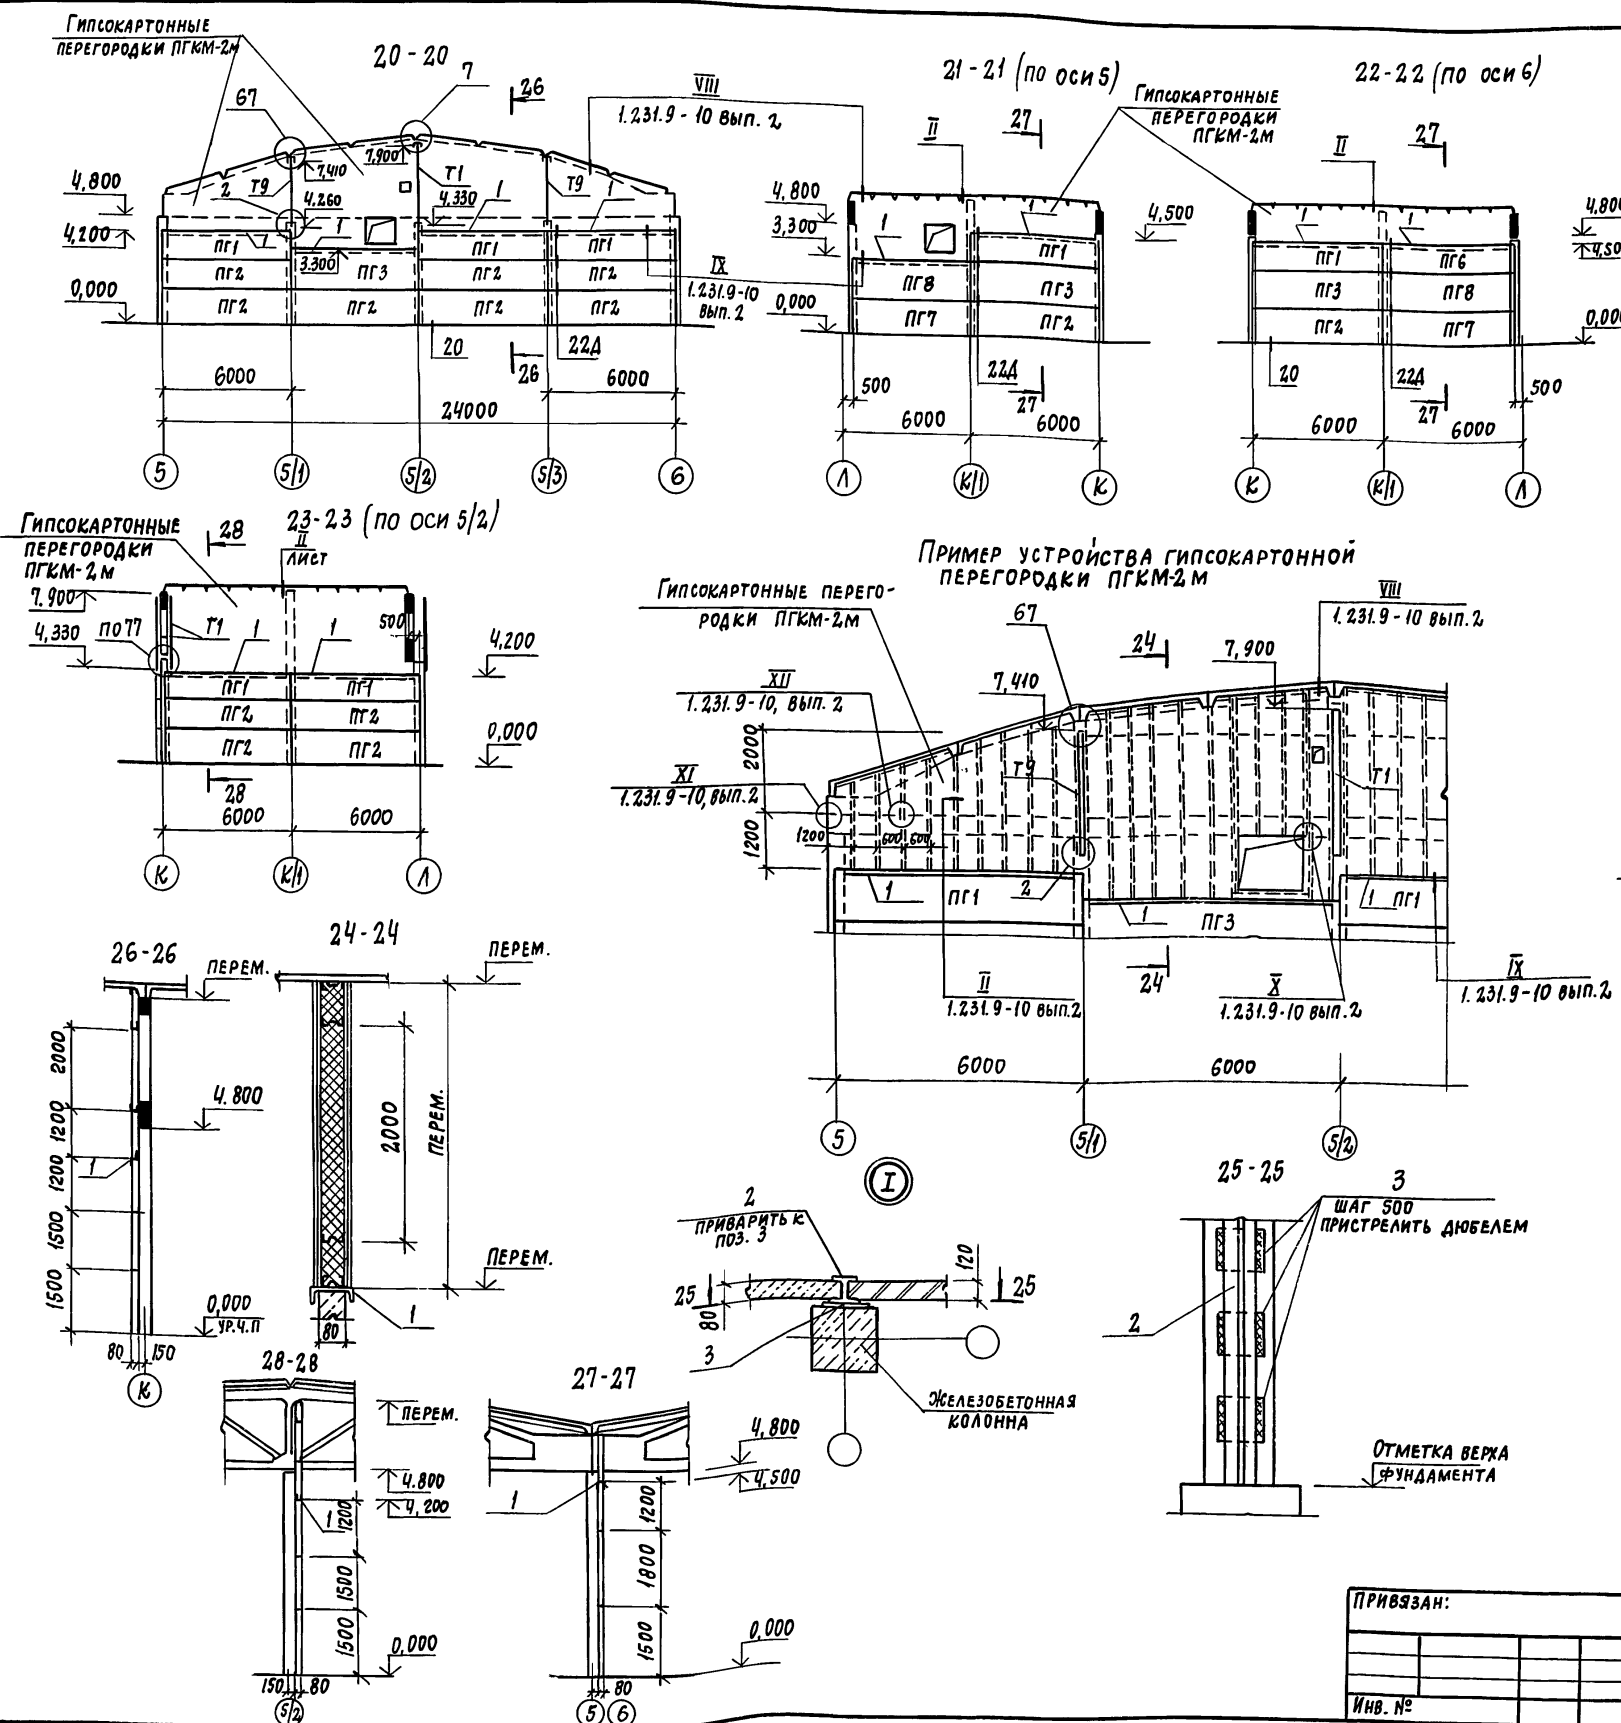 Гипсокартонные
перегородки ПГКМ-2м
20-20
7
67
26
VIII
1.231.9-10 вып. 2
7,900
7,410
4,800
2
Т9
4,260
1
Т1
4,330
1
Т9
1
4,200
ПГ1
1
3.300
ПГ1
ПГ1
ПГ2
ПГ3
ПГ2
ПГ2
IX
1.231.9-10
вып. 2
0,000
ПГ2
ПГ2
ПГ2
ПГ2
20
26
22Д
6000
6000
24000
5
5/1
5/2
5/3
6
21-21 (по оси 5)
Гипсокартонные
перегородки
ПГКМ-2м
27
II
4,800
3,300
1
1
4,500
ПГ1
ПГ8
ПГ3
0,000
ПГ7
ПГ2
22Д
27
500
6000
6000
Л
К/1
К
22-22 (по оси 6)
27
II
1
1
4,800
4,500
ПГ1
ПГ6
ПГ3
ПГ8
0,000
ПГ2
ПГ7
20
22Д
27
500
6000
6000
К
К/1
Л
23-23 (по оси 5/2)
Гипсокартонные
перегородки
ПГКМ-2м
28
II
лист
7.900
4,330
по 77
Т1
1
1
500
4,200
ПГ1
ПГ1
ПГ2
ПГ2
ПГ2
ПГ2
0,000
28
6000
6000
К
К/1
Л
Пример устройства гипсокартонной
перегородки ПГКМ-2м
Гипсокартонные перего-
родки ПГКМ-2м
67
24
VIII
1.231.9-10 вып.2
7,900
7,410
XII
1.231.9-10, вып. 2
2000
XI
1.231.9-10, вып.2
Т9
Т1
1200
1200
600
600
1
ПГ1
2
1
ПГ3
1
ПГ1
II
1.231.9-10 вып.2
24
X
1.231.9-10 вып.2
IX
1.231.9-10 вып.2
6000
6000
5
5/1
5/2
26-26
перем.
2000
4.800
1200
1
1200
1500
1500
0,000
ур.ч.п
80
150
К
24-24
перем.
2000
перем.
перем.
1
80
I
2
приварить к
поз. 3
120
25
25
80
3
Железобетонная
колонна
25-25
3
шаг 500
пристрелить дюбелем
2
Отметка верха
фундамента
28-28
перем.
4.800
4,200
1
1200
1500
1500
0,000
150
80
5/2
27-27
4,800
4,500
1
1200
1800
1500
0,000
80
5
6
Привязан:
Инв. №